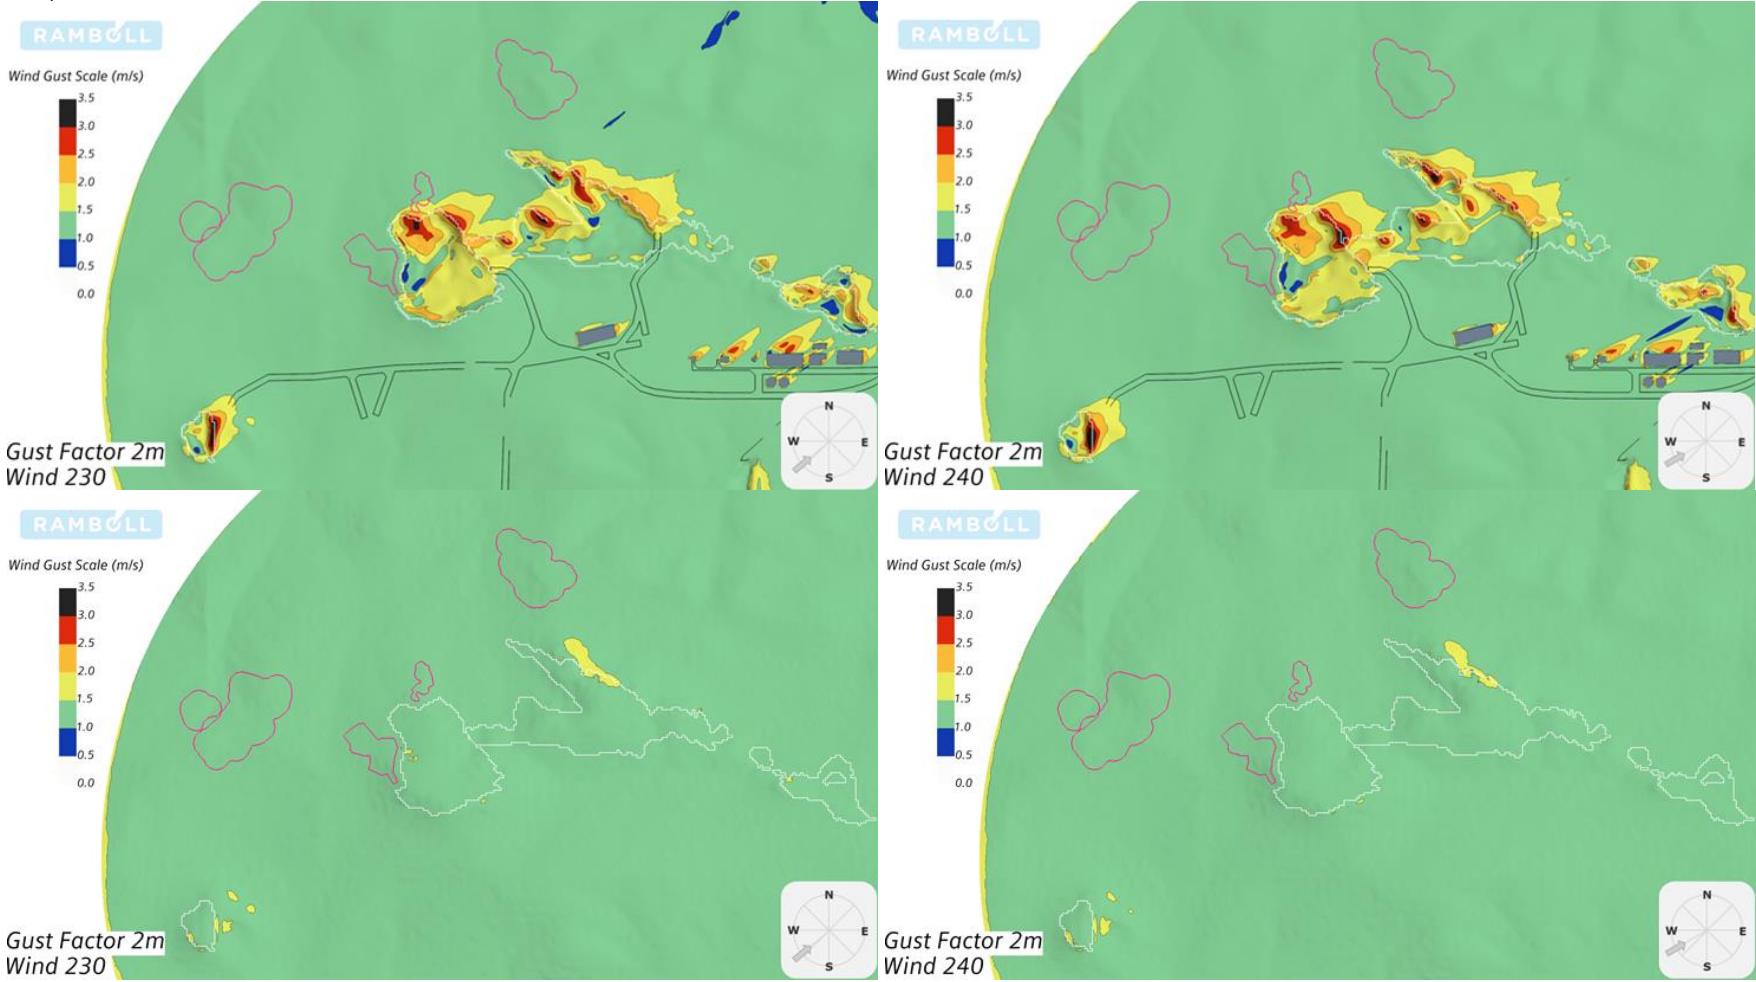 RAMBOLL
Wind Gust Scale (m/s)
3.5
3.0
2.5
2.0
1.5
1.0
0.5
0.0
N
W E
S
Gust Factor 2m
Wind 230
RAMBOLL
Wind Gust Scale (m/s)
3.5
3.0
2.5
2.0
1.5
1.0
0.5
0.0
N
W E
S
Gust Factor 2m
Wind 240
RAMBOLL
Wind Gust Scale (m/s)
3.5
3.0
2.5
2.0
1.5
1.0
0.5
0.0
N
W E
S
Gust Factor 2m
Wind 230
RAMBOLL
Wind Gust Scale (m/s)
3.5
3.0
2.5
2.0
1.5
1.0
0.5
0.0
N
W E
S
Gust Factor 2m
Wind 240